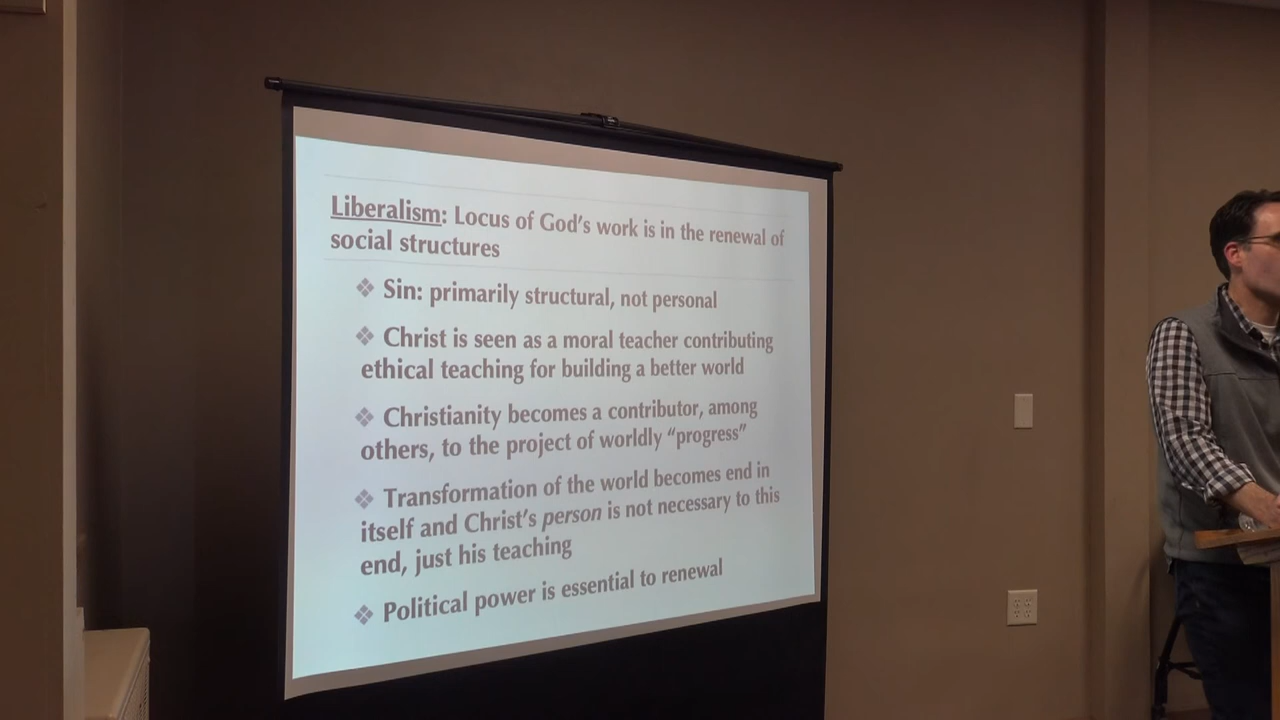 Liberalism: Locus of God's work is in the renewal of
social structures
❖ Sin: primarily structural, not personal
❖ Christ is seen as a moral teacher contributing
ethical teaching for building a better world
❖ Christianity becomes a contributor, among
others, to the project of worldly “progress”
❖ Transformation of the world becomes end in
itself and Christ's person is not necessary to this
end, just his teaching
❖ Political power is essential to renewal